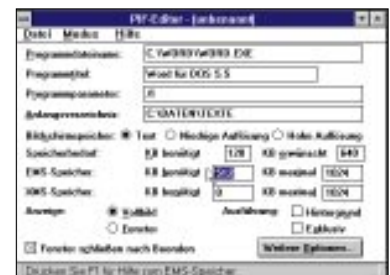 PIF-Editor - [unbenannt]
Datei Modus Hilfe
Programmdateiname: C:\WORD\WORD.EXE
Programmtitel: Word für DOS 5.5
Programmparameter:
Anfangsverzeichnis: C:\DATEN\TEXTE
Bildschirmspeicher: Text Niedrige Auflösung Hohe Auflösung
Speicherbedarf: KB benötigt 128 KB gewünscht 640
EMS-Speicher: KB benötigt KB maximal 1024
XMS-Speicher: KB benötigt 0 KB maximal 1024
Anzeige: Vollbild Ausführung: Hintergrund
Fenster Exklusiv
Fenster schließen nach Beenden Weitere Optionen...
Drücken Sie F1 für Hilfe zum EMS-Speicher